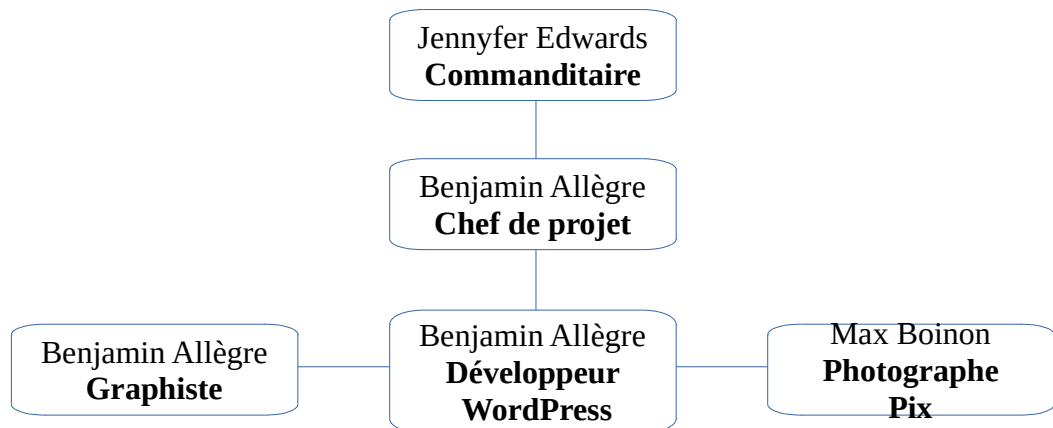 Jennyfer Edwards
Commanditaire
Benjamin Allègre
Chef de projet
Benjamin Allègre
Graphiste
Benjamin Allègre
Développeur
WordPress
Max Boinon
Photographe
Pix